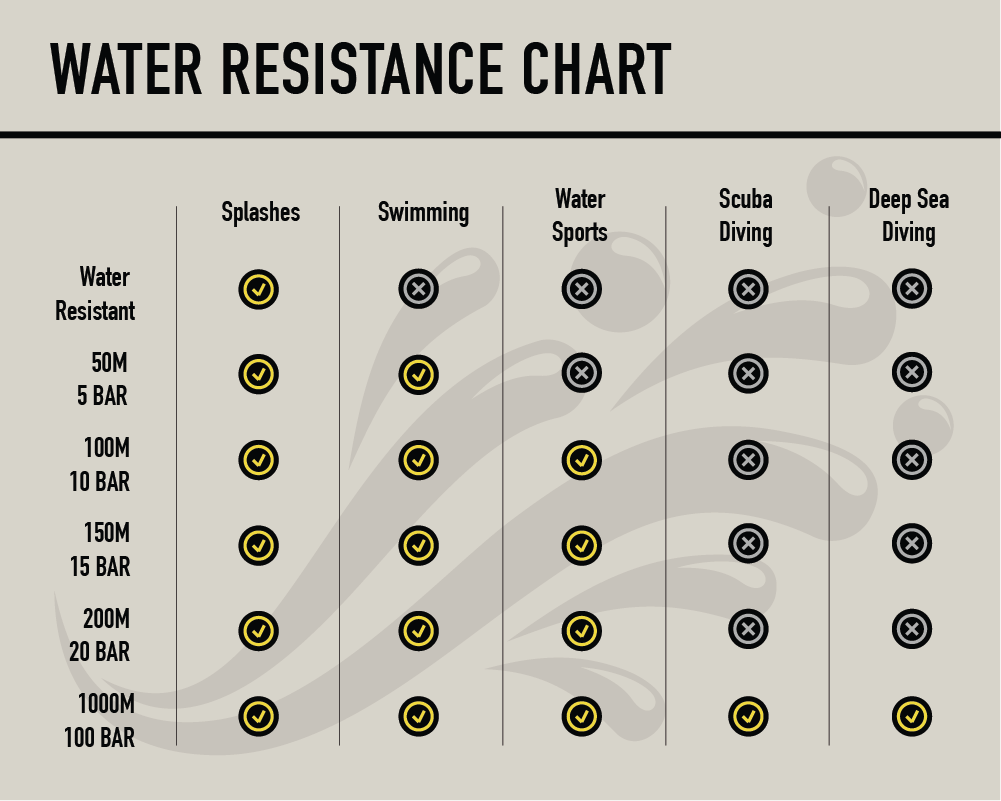 WATER RESISTANCE CHART
Splashes
Swimming
Water
Sports
Scuba
Diving
Deep Sea
Diving
Water
Resistant
50M
5 BAR
100M
10 BAR
150M
15 BAR
200M
20 BAR
1000M
100 BAR